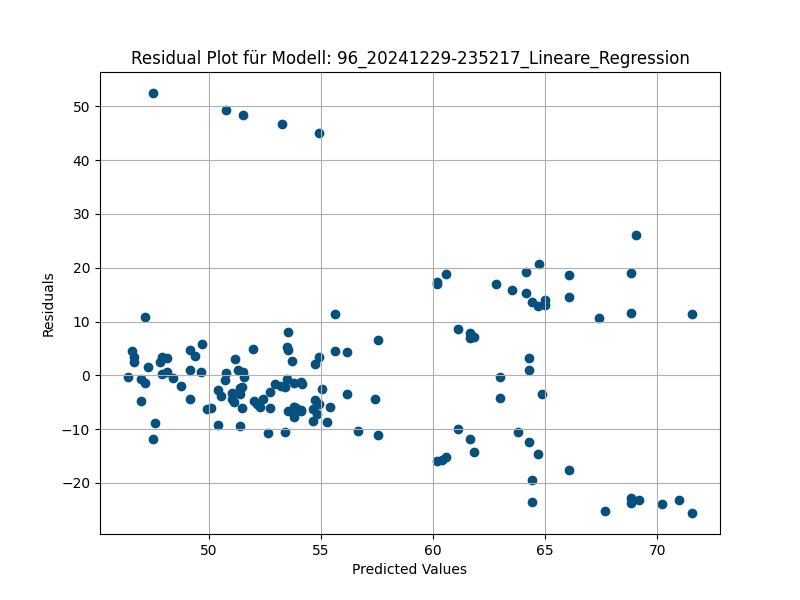 Residual Plot für Modell: 96_20241229-235217_Lineare_Regression
50
40
30
20
10
0
−10
−20
Residuals
50 55 60 65 70
Predicted Values